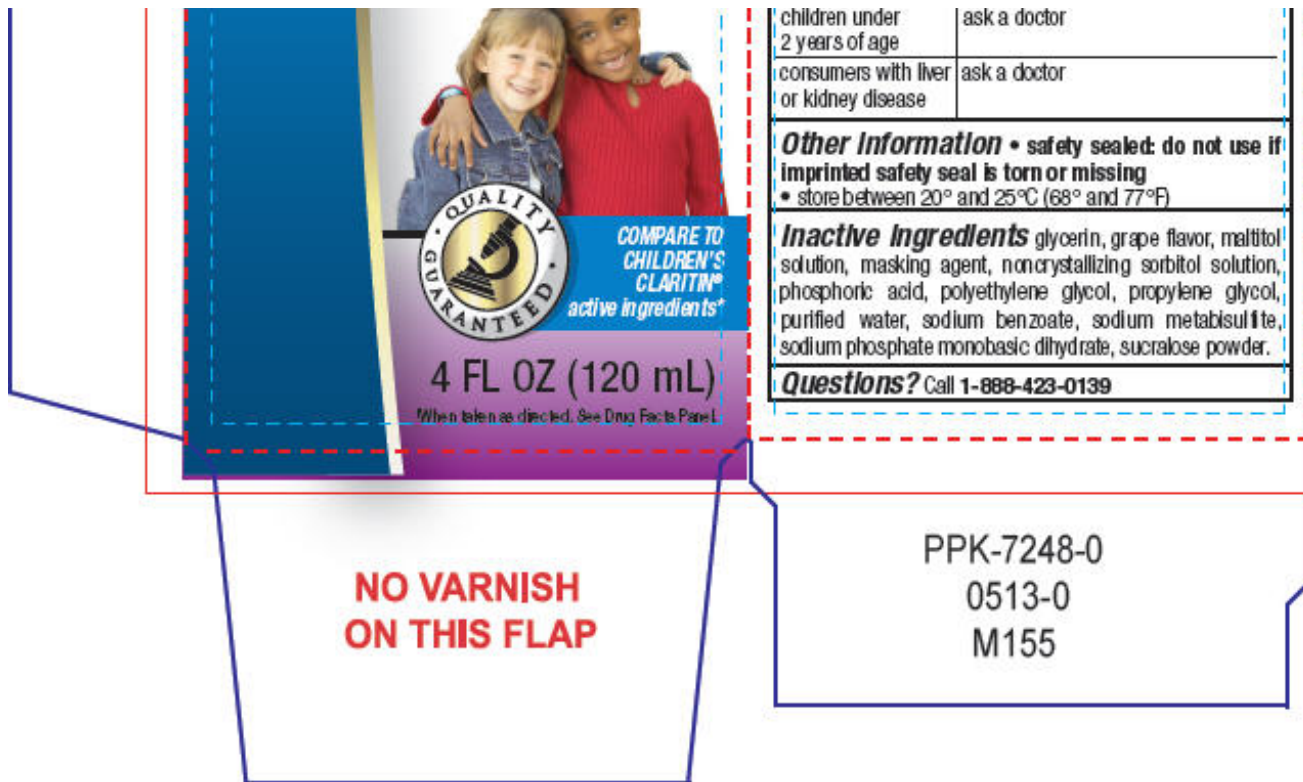 QUALITY
GUARANTEED
COMPARE TO
CHILDREN'S
CLARITIN®
active ingredients*
4 FL OZ (120 mL)
†When taken as directed. See Drug Facts Panel.
children under ask a doctor
2 years of age
consumers with liver ask a doctor
or kidney disease
Other Information • safety sealed: do not use if
imprinted safety seal is torn or missing
• store between 20° and 25°C (68° and 77°F)
Inactive Ingredients glycerin, grape flavor, maltitol
solution, masking agent, noncrystallizing sorbitol solution,
phosphoric acid, polyethylene glycol, propylene glycol,
purified water, sodium benzoate, sodium metabisulfite,
sodium phosphate monobasic dihydrate, sucralose powder.
Questions? Call 1-888-423-0139
NO VARNISH
ON THIS FLAP
PPK-7248-0
0513-0
M155